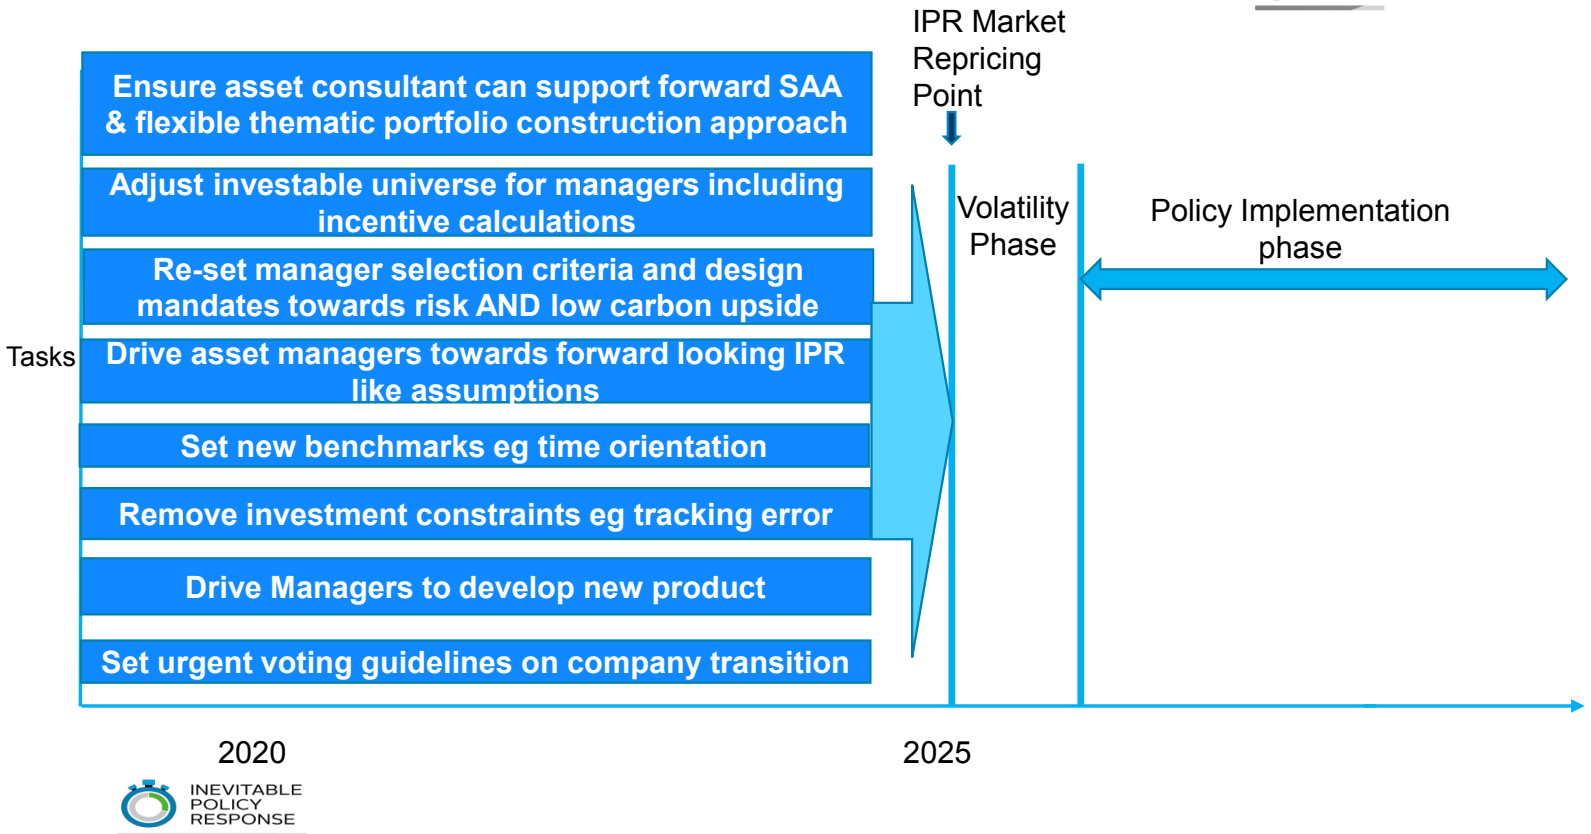 IPR Market
Repricing
Point
Ensure asset consultant can support forward SAA
& flexible thematic portfolio construction approach
Adjust investable universe for managers including
incentive calculations
Re-set manager selection criteria and design
mandates towards risk AND low carbon upside
Tasks
Drive asset managers towards forward looking IPR
like assumptions
Set new benchmarks eg time orientation
Remove investment constraints eg tracking error
Drive Managers to develop new product
Set urgent voting guidelines on company transition
Volatility
Phase
Policy Implementation
phase
2020
2025
INEVITABLE
POLICY
RESPONSE